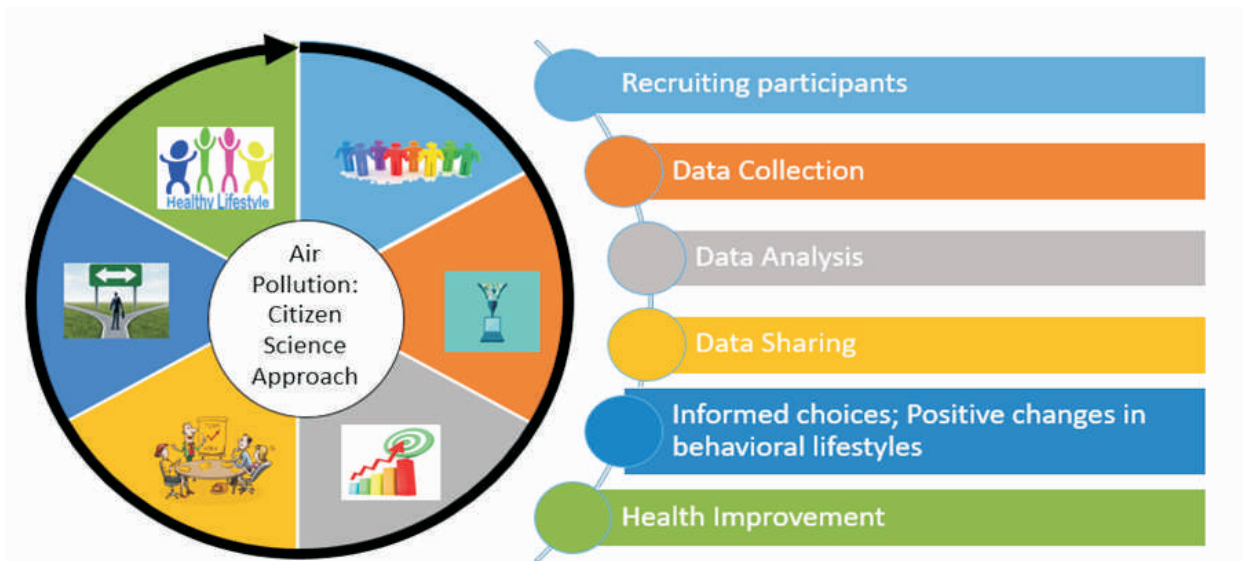 Healthy Lifestyle
Air
Pollution:
Citizen
Science
Approach
Recruiting participants
Data Collection
Data Analysis
Data Sharing
Informed choices; Positive changes in
behavioral lifestyles
Health Improvement